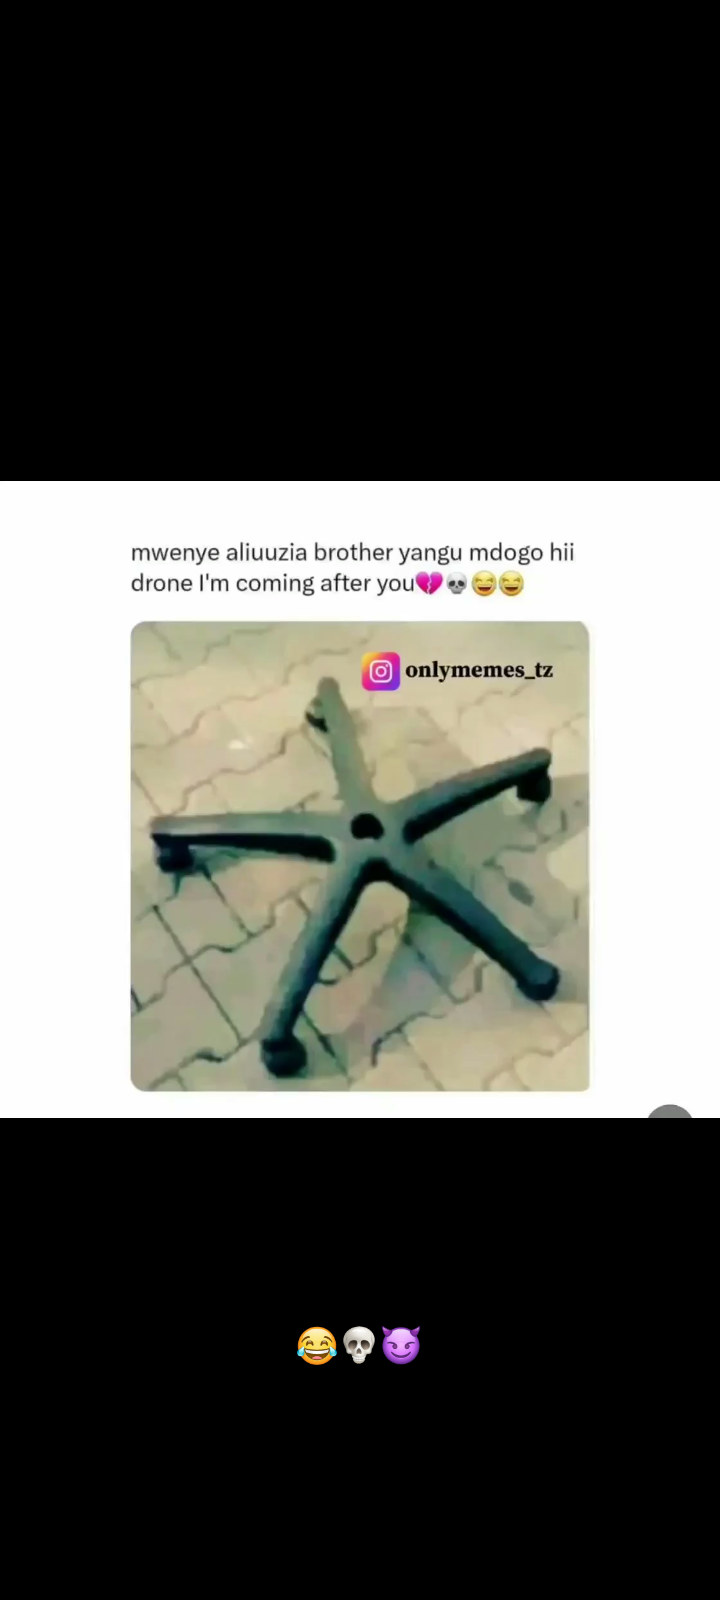 mwenye aliuuzia brother yangu mdogo hii
drone I'm coming after you💔💀😆😆
onlymemes_tz
😂💀😈